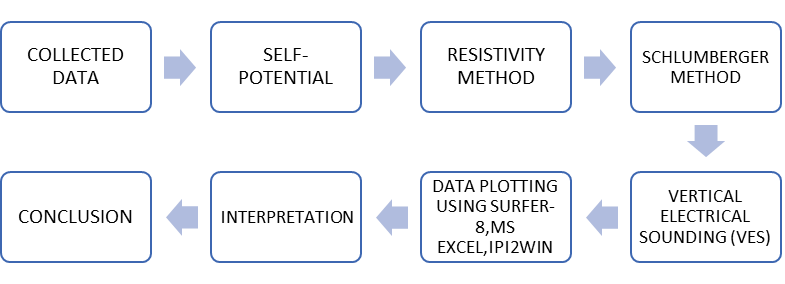 COLLECTED
DATA
SELF-
POTENTIAL
RESISTIVITY
METHOD
SCHLUMBERGER
METHOD
VERTICAL
ELECTRICAL
SOUNDING (VES)
DATA PLOTTING
USING SURFER-
8,MS
EXCEL,IPI2WIN
INTERPRETATION
CONCLUSION